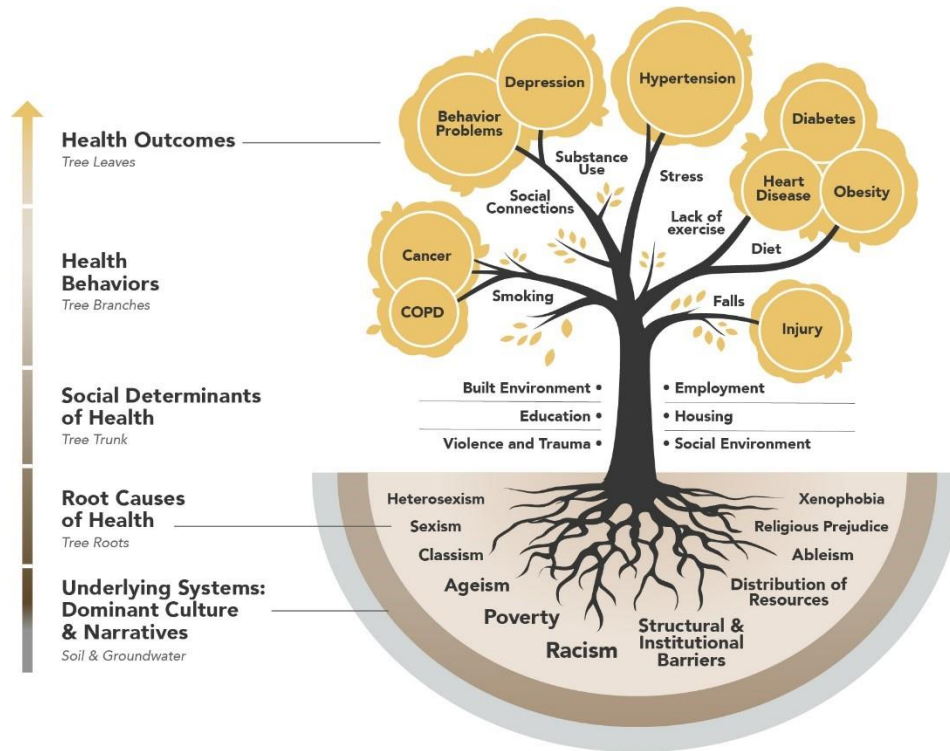 Health Outcomes
Tree Leaves
Health
Behaviors
Tree Branches
Social Determinants
of Health
Tree Trunk
Root Causes
of Health
Tree Roots
Underlying Systems:
Dominant Culture
& Narratives
Soil & Groundwater
Depression
Behavior
Problems
Hypertension
Diabetes
Heart
Disease
Obesity
Substance
Use
Stress
Social
Connections
Lack of
exercise
Diet
Cancer
COPD
Smoking
Falls
Injury
Built Environment •
• Employment
Education •
• Housing
Violence and Trauma •
• Social Environment
Heterosexism
Xenophobia
Sexism
Religious Prejudice
Classism
Ableism
Ageism
Distribution of
Resources
Poverty
Structural &
Institutional
Barriers
Racism